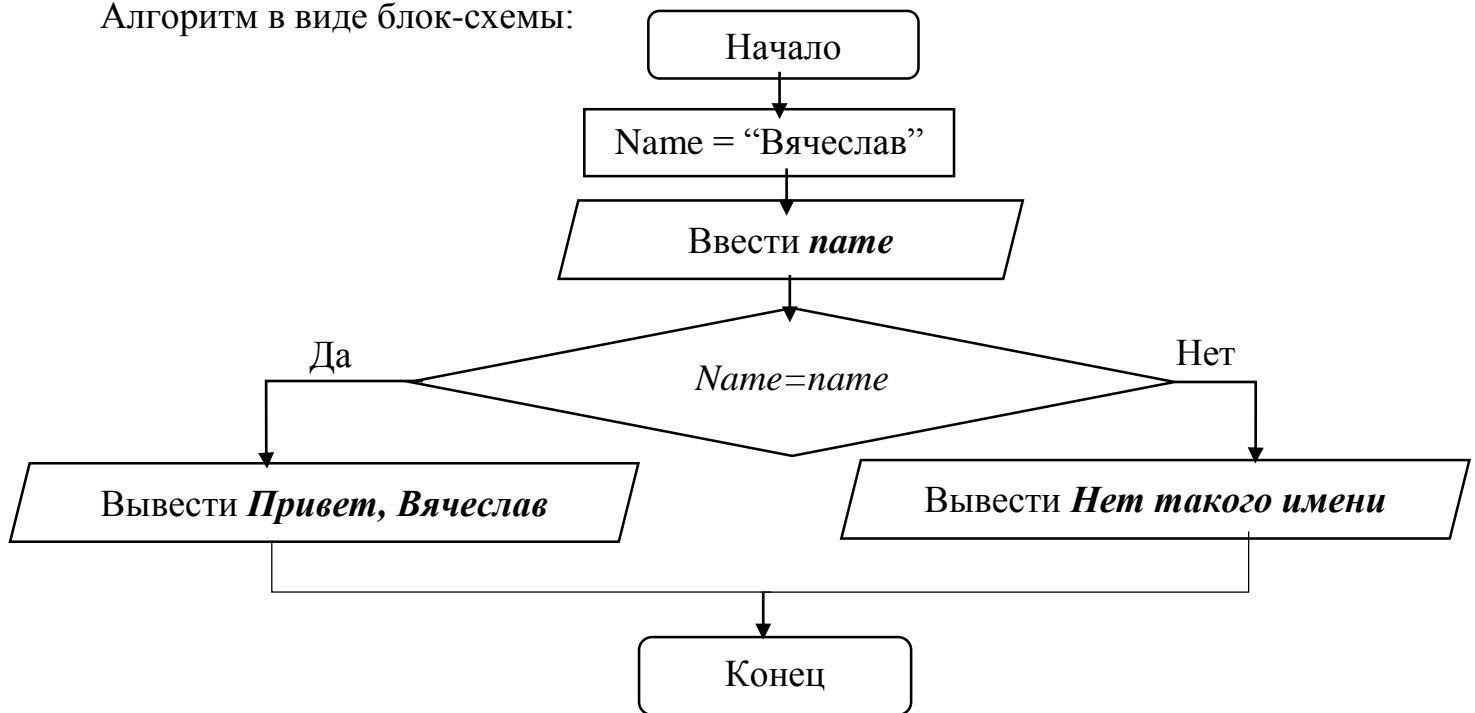 Алгоритм в виде блок-схемы:
Начало
Name = “Вячеслав”
Ввести name
Да
Нет
Name=name
Вывести Привет, Вячеслав
Вывести Нет такого имени
Конец